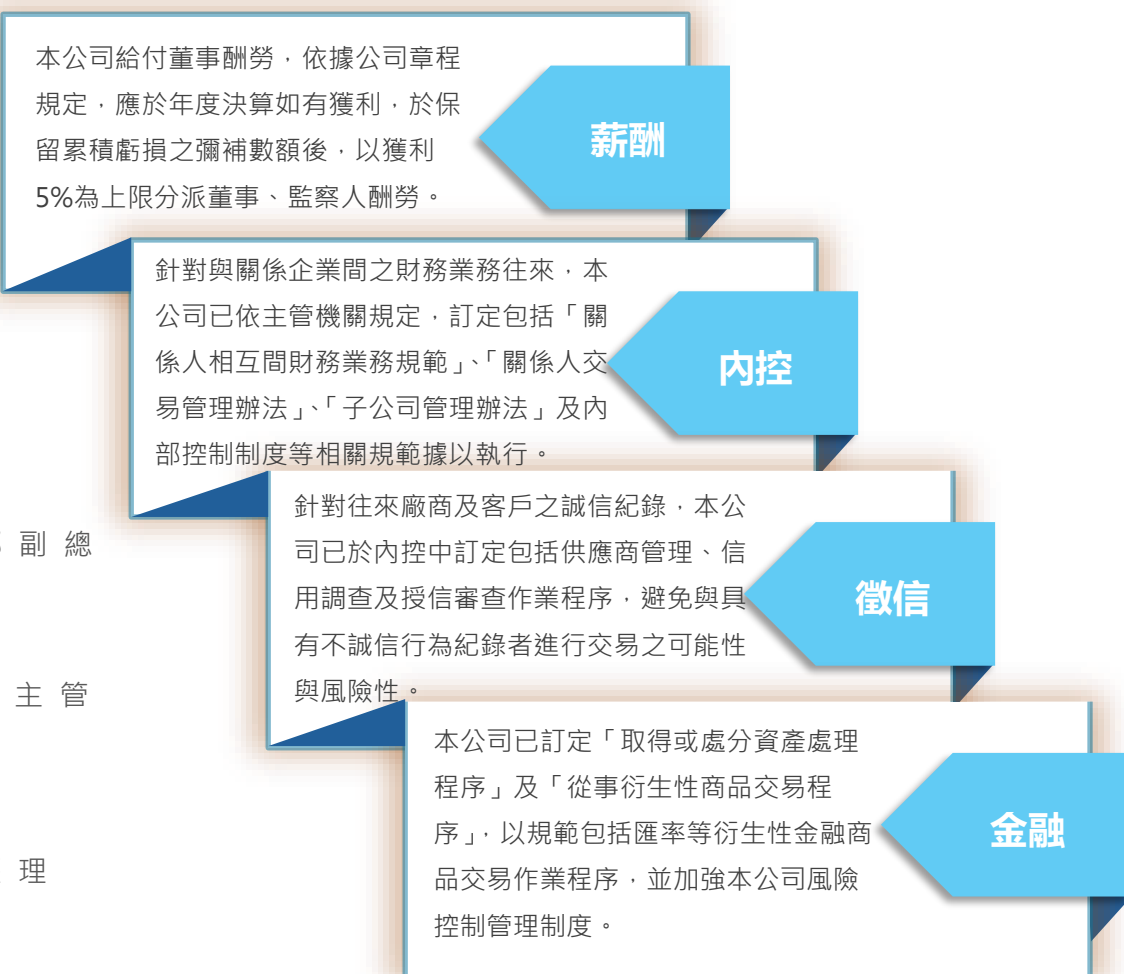 本公司給付董事酬勞，依據公司章程
規定，應於年度決算如有獲利，於保
留累積虧損之彌補數額後，以獲利
5%為上限分派董事、監察人酬勞。
薪酬
針對與關係企業間之財務業務往來，本
公司已依主管機關規定，訂定包括「關
係人相互間財務業務規範」、「關係人交
易管理辦法」、「子公司管理辦法」及內
部控制制度等相關規範據以執行。
內控
針對往來廠商及客戶之誠信紀錄，本公
司已於內控中訂定包括供應商管理、信
用調查及授信審查作業程序，避免與具
有不誠信行為紀錄者進行交易之可能性
與風險性。
徵信
本公司已訂定「取得或處分資產處理
程序」及「從事衍生性商品交易程
序」，以規範包括匯率等衍生性金融商
品交易作業程序，並加強本公司風險
控制管理制度。
金融
副總
主管
理